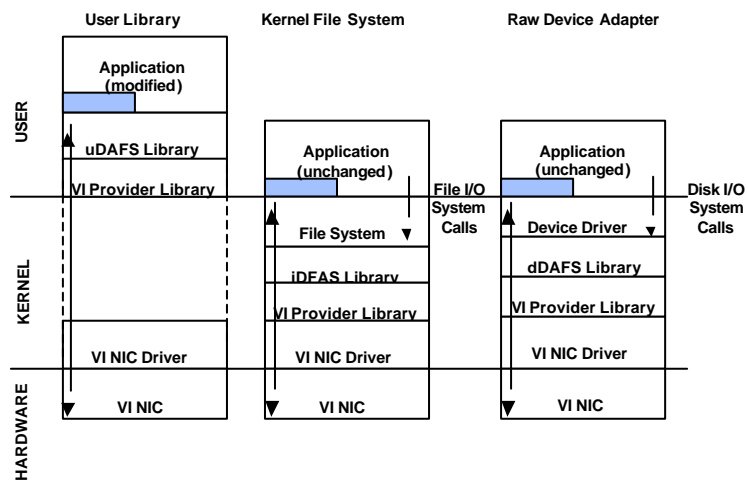 User Library
Kernel File System
Raw Device Adapter
USER
Application
(modified)
uDAFS Library
VI Provider Library
Application
(unchanged)
File I/O
System
Calls
Application
(unchanged)
Disk I/O
System
Calls
KERNEL
VI NIC Driver
File System
iDFAS Library
VI Provider Library
VI NIC Driver
Device Driver
dDAFS Library
VI Provider Library
VI NIC Driver
HARDWARE
VI NIC
VI NIC
VI NIC